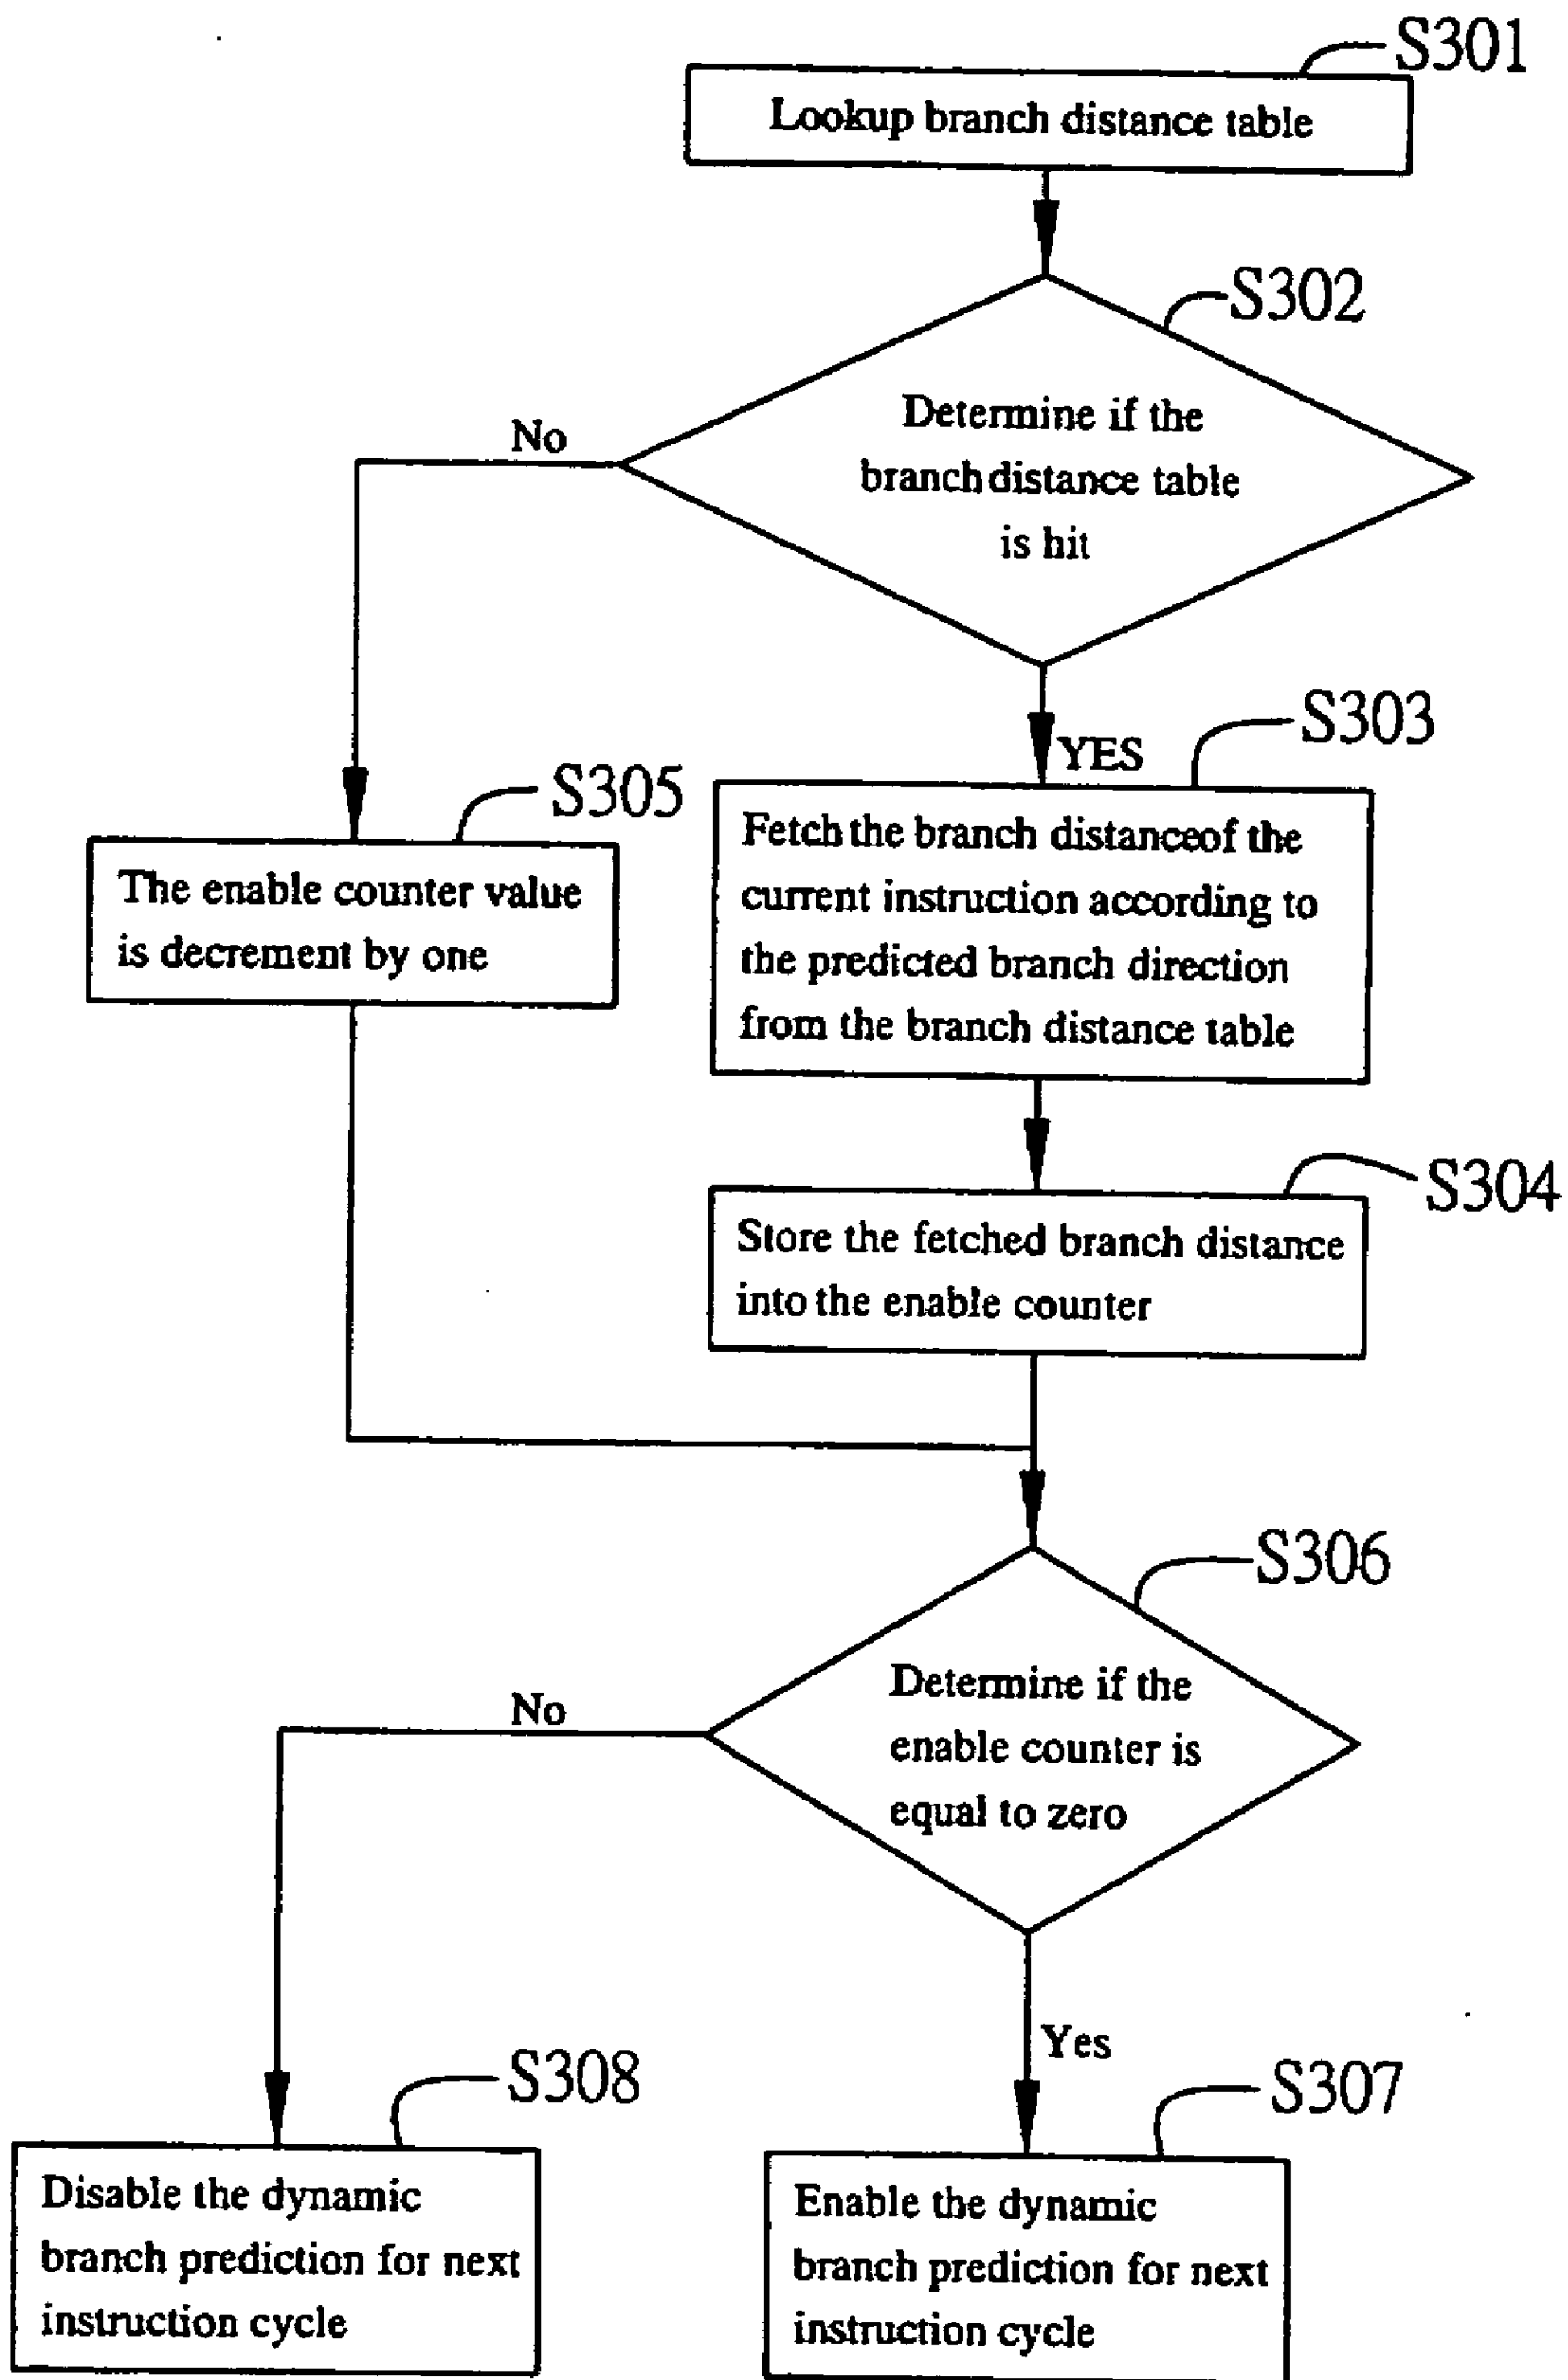 S301
Lookup branch distance table
S302
Determine if the
branch distance table
is hit
No
YES
S303
Fetch the branch distanceof the
current instruction according to
the predicted branch direction
from the branch distance table
S305
The enable counter value
is decrement by one
S304
Store the fetched branch distance
into the enable counter
S306
Determine if the
enable counter is
equal to zero
No
Yes
S308
Disable the dynamic
branch prediction for next
instruction cycle
S307
Enable the dynamic
branch prediction for next
instruction cycle